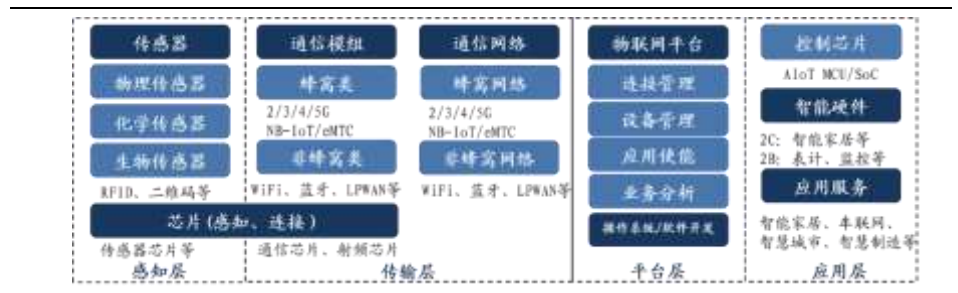 传感器
物理传感器
化学传感器
生物传感器
RFID、二维码等
通信模组
蜂窝类
2/3/4/5G
NB-IoT/eMTC
非蜂窝类
WiFi、蓝牙、LPWAN等
通信网络
蜂窝网络
2/3/4/5G
NB-IoT/eMTC
非蜂窝网络
WiFi、蓝牙、LPWAN等
芯片(感知、连接)
传感器芯片等
通信芯片、射频芯片
感知层
传输层
物联网平台
连接管理
设备管理
应用使能
业务分析
操作系统/软件开发
平台层
控制芯片
AIoT MCU/SoC
智能硬件
2C: 智能家居等
2B: 表计、监控等
应用服务
智能家居、车联网、
智慧城市、智慧制造等
应用层